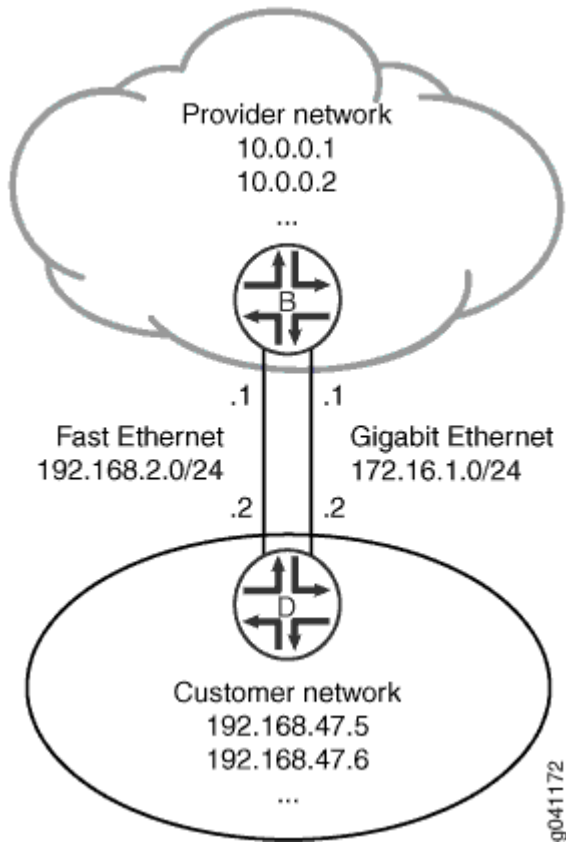 Provider network
10.0.0.1
10.0.0.2
...
B
.1
.1
Fast Ethernet
192.168.2.0/24
Gigabit Ethernet
172.16.1.0/24
.2
.2
D
Customer network
192.168.47.5
192.168.47.6
...
g041172